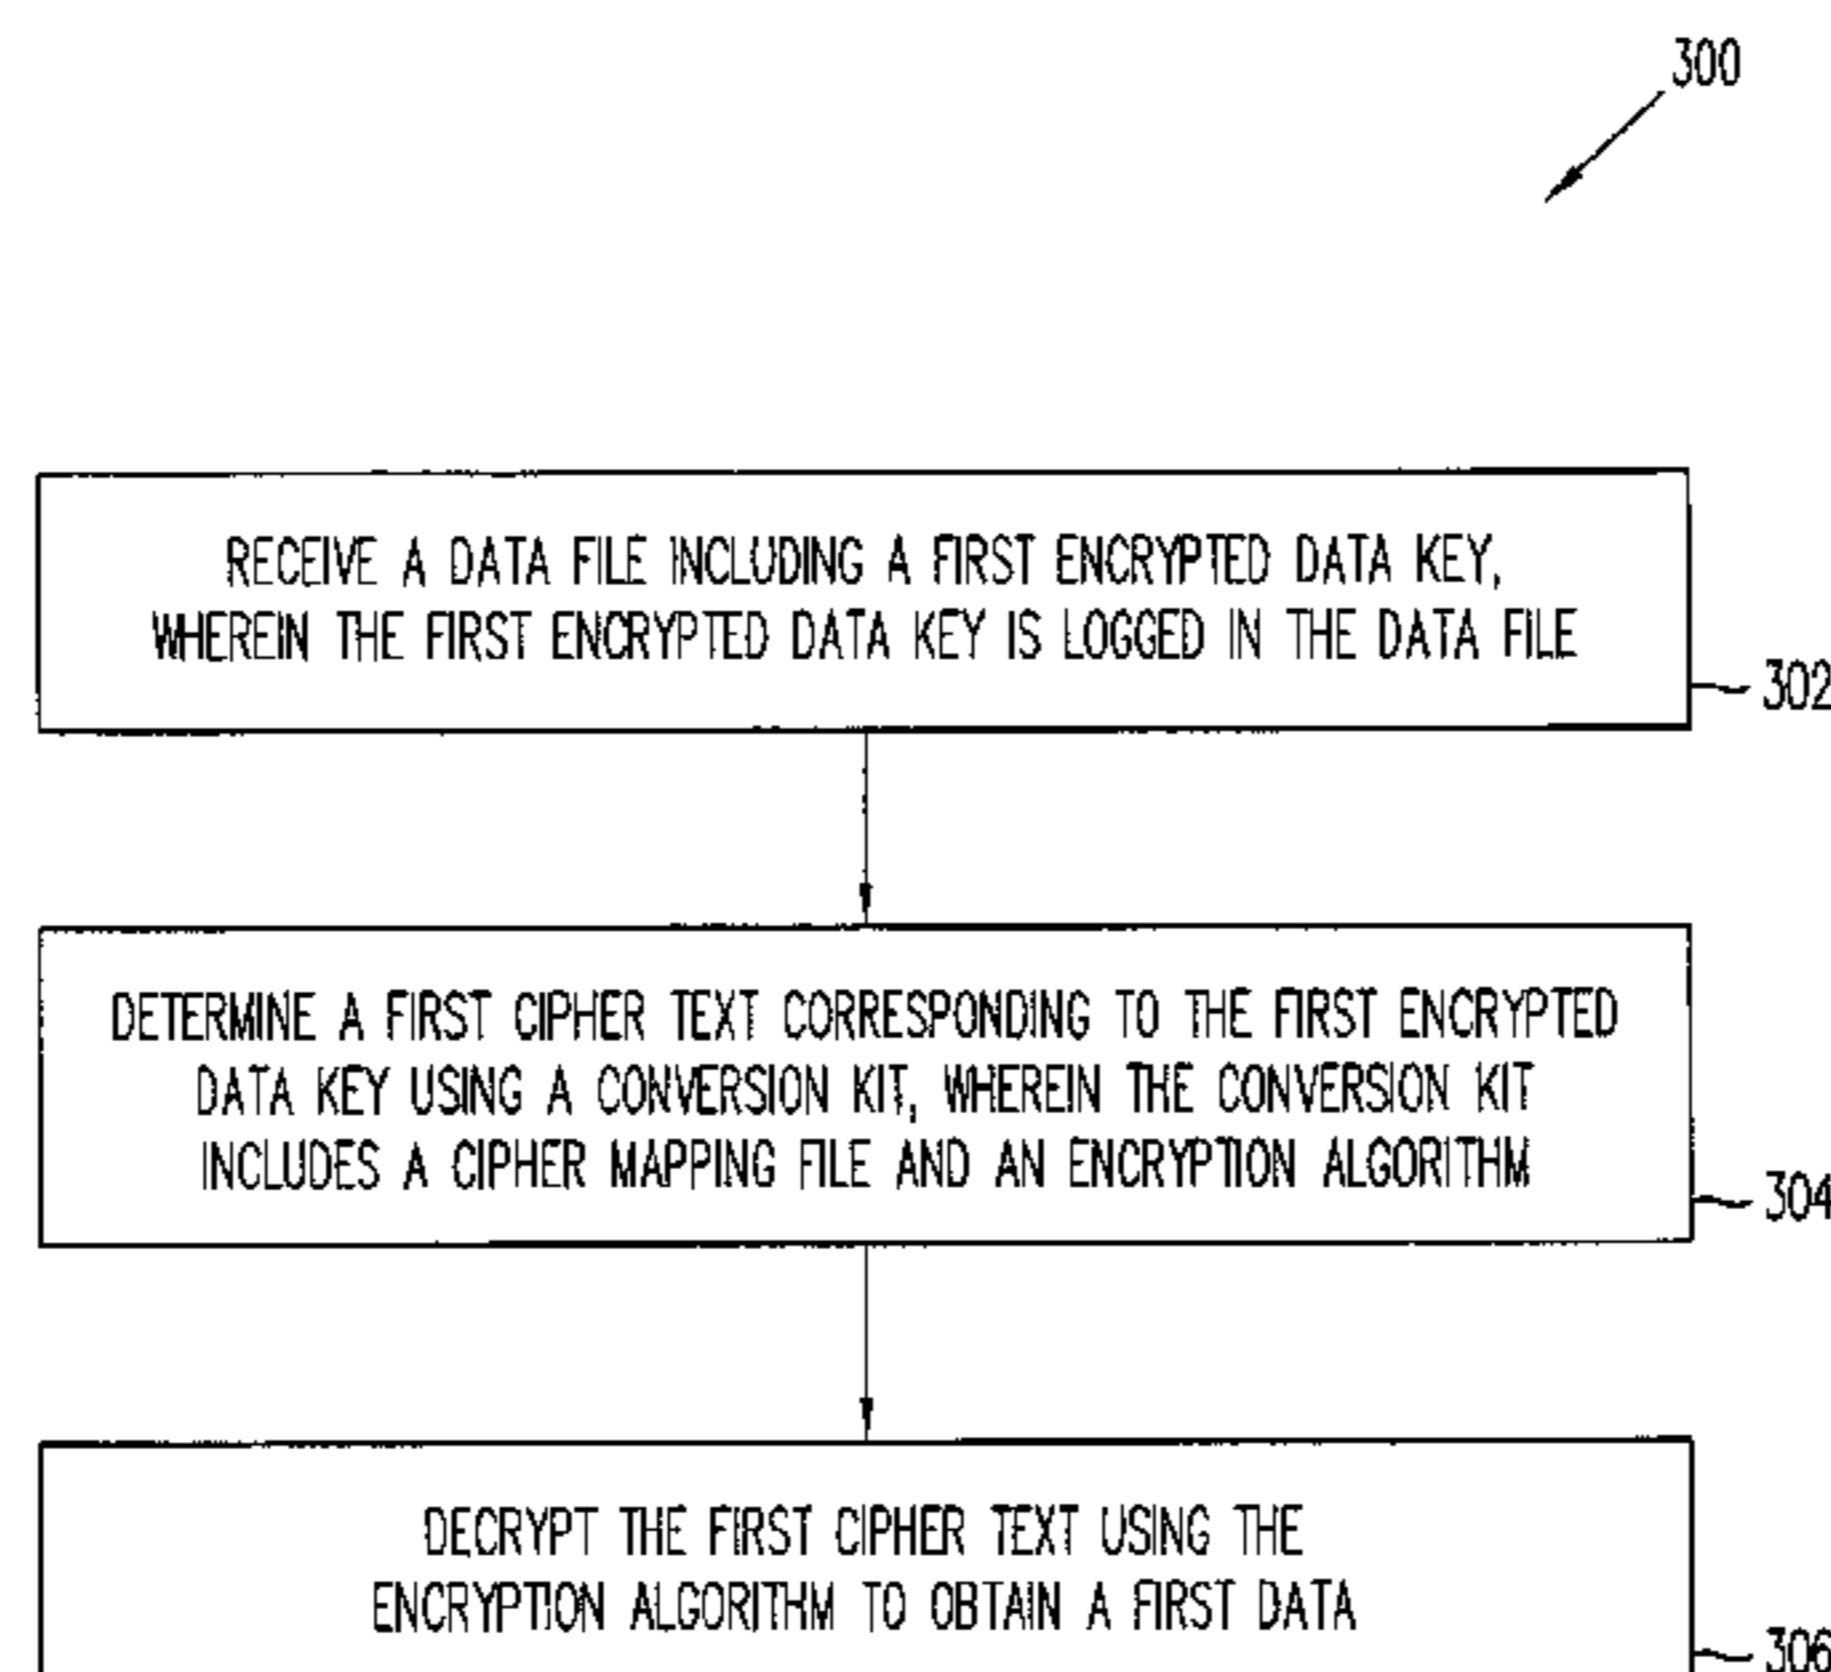 300
RECEIVE A DATA FILE INCLUDING A FIRST ENCRYPTED DATA KEY,
WHEREIN THE FIRST ENCRYPTED DATA KEY IS LOGGED IN THE DATA FILE
302
DETERMINE A FIRST CIPHER TEXT CORRESPONDING TO THE FIRST ENCRYPTED
DATA KEY USING A CONVERSION KIT, WHEREIN THE CONVERSION KIT
INCLUDES A CIPHER MAPPING FILE AND AN ENCRYPTION ALGORITHM
304
DECRYPT THE FIRST CIPHER TEXT USING THE
ENCRYPTION ALGORITHM TO OBTAIN A FIRST DATA
306